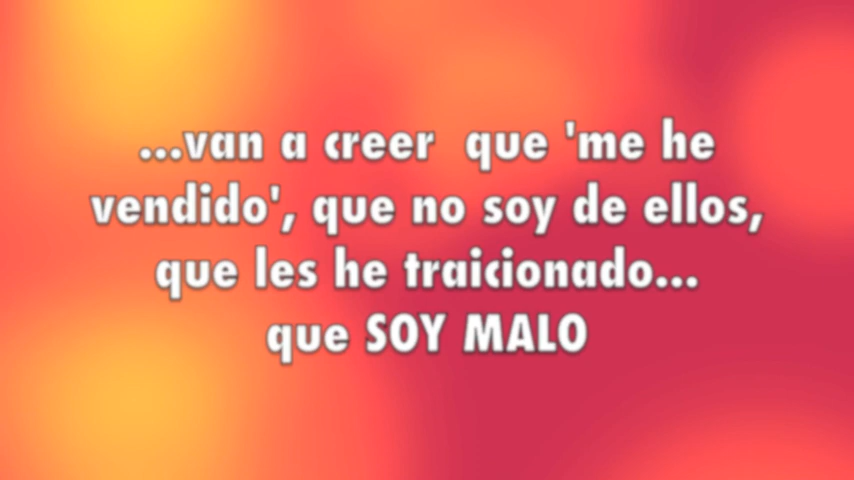 ...van a creer  que 'me he
vendido', que no soy de ellos,
que les he traicionado...
que SOY MALO